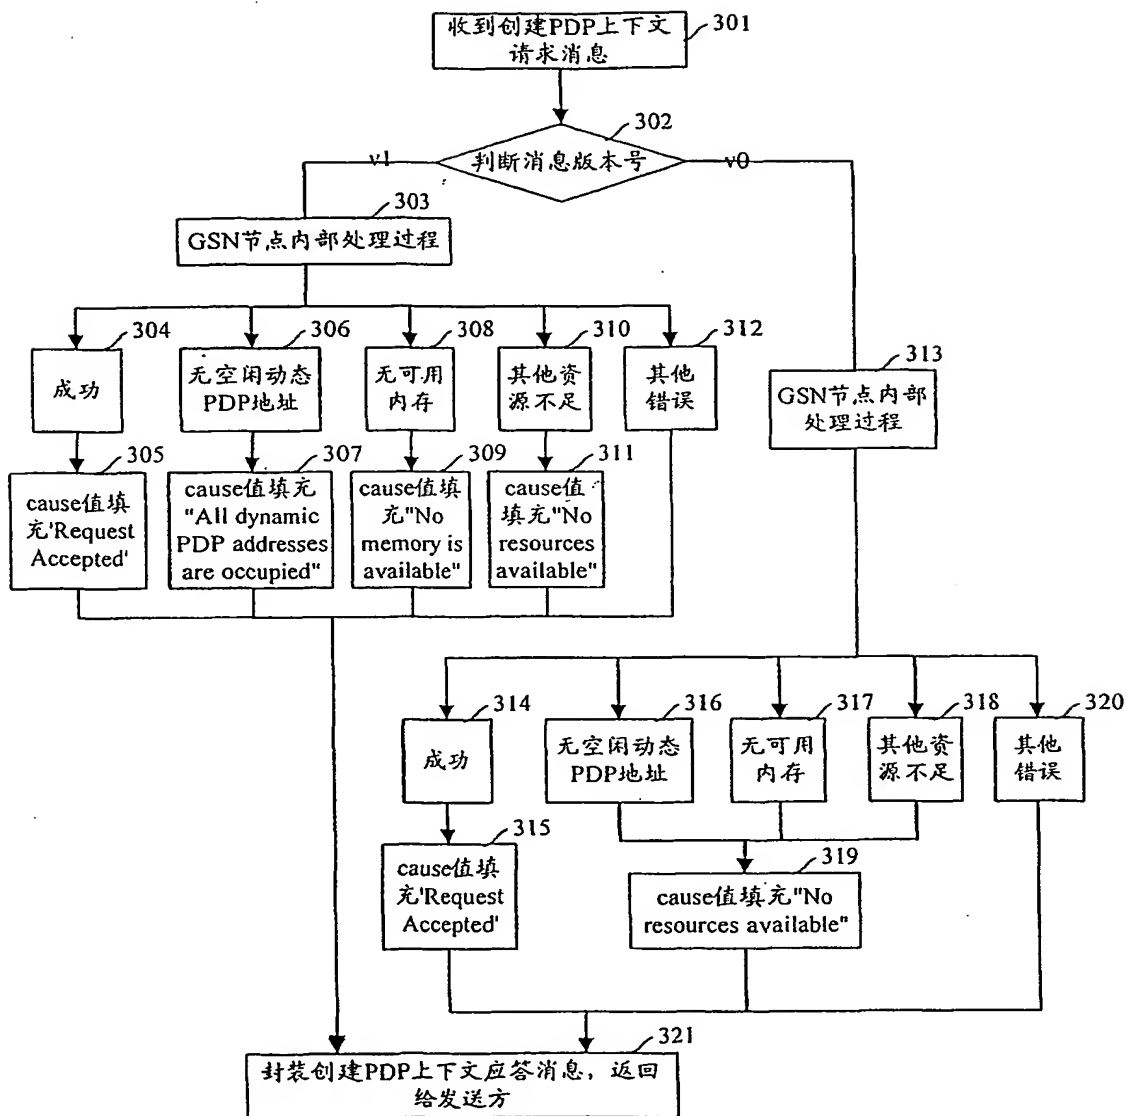 收到创建PDP上下文
请求消息
301
302
判断消息版本号
v1
v0
303
GSN节点内部处理过程
304
306
308
310
312
313
成功
无空闲动态
PDP地址
无可用
内存
其他资
源不足
其他
错误
GSN节点内部
处理过程
305
307
309
311
cause值填
充'Request
Accepted'
cause值填充
"All dynamic
PDP addresses
are occupied"
cause值填
充"No
memory is
available"
cause值
填充"No
resources
available"
314
316
317
318
320
成功
无空闲动态
PDP地址
无可用
内存
其他资
源不足
其他
错误
315
319
cause值填
充'Request
Accepted'
cause值填充"No
resources available"
321
封装创建PDP上下文应答消息，返回
给发送方